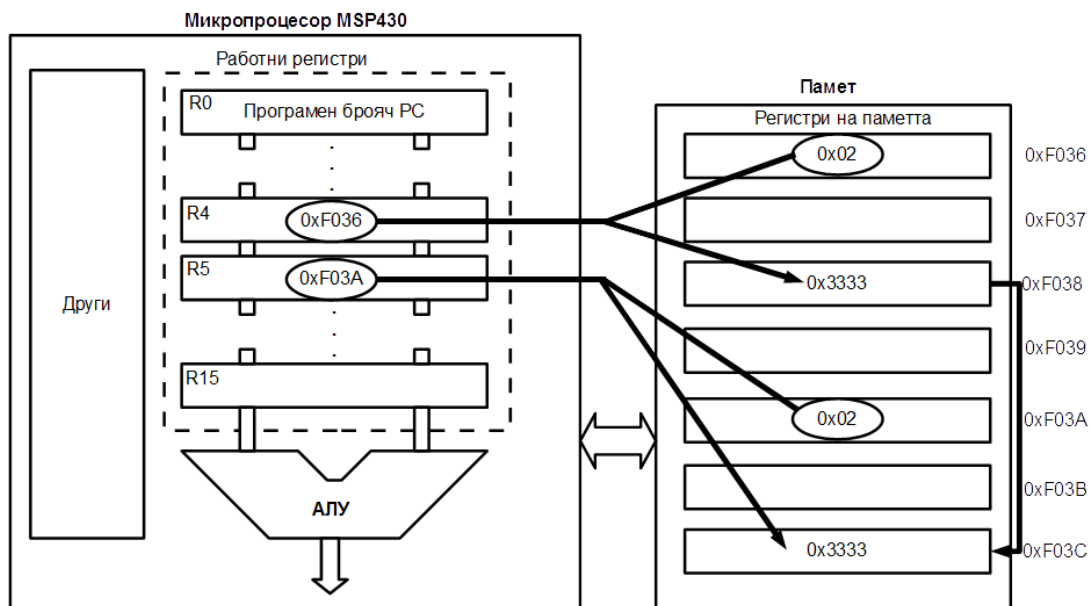 Микропроцесор MSP430
Работни регистри
R0
Програмен брояч PC
R4
0xF036
R5
0xF03A
Други
R15
АЛУ
Памет
Регистри на паметта
0x02
0xF036
0xF037
0x3333
0xF038
0xF039
0x02
0xF03A
0xF03B
0x3333
0xF03C